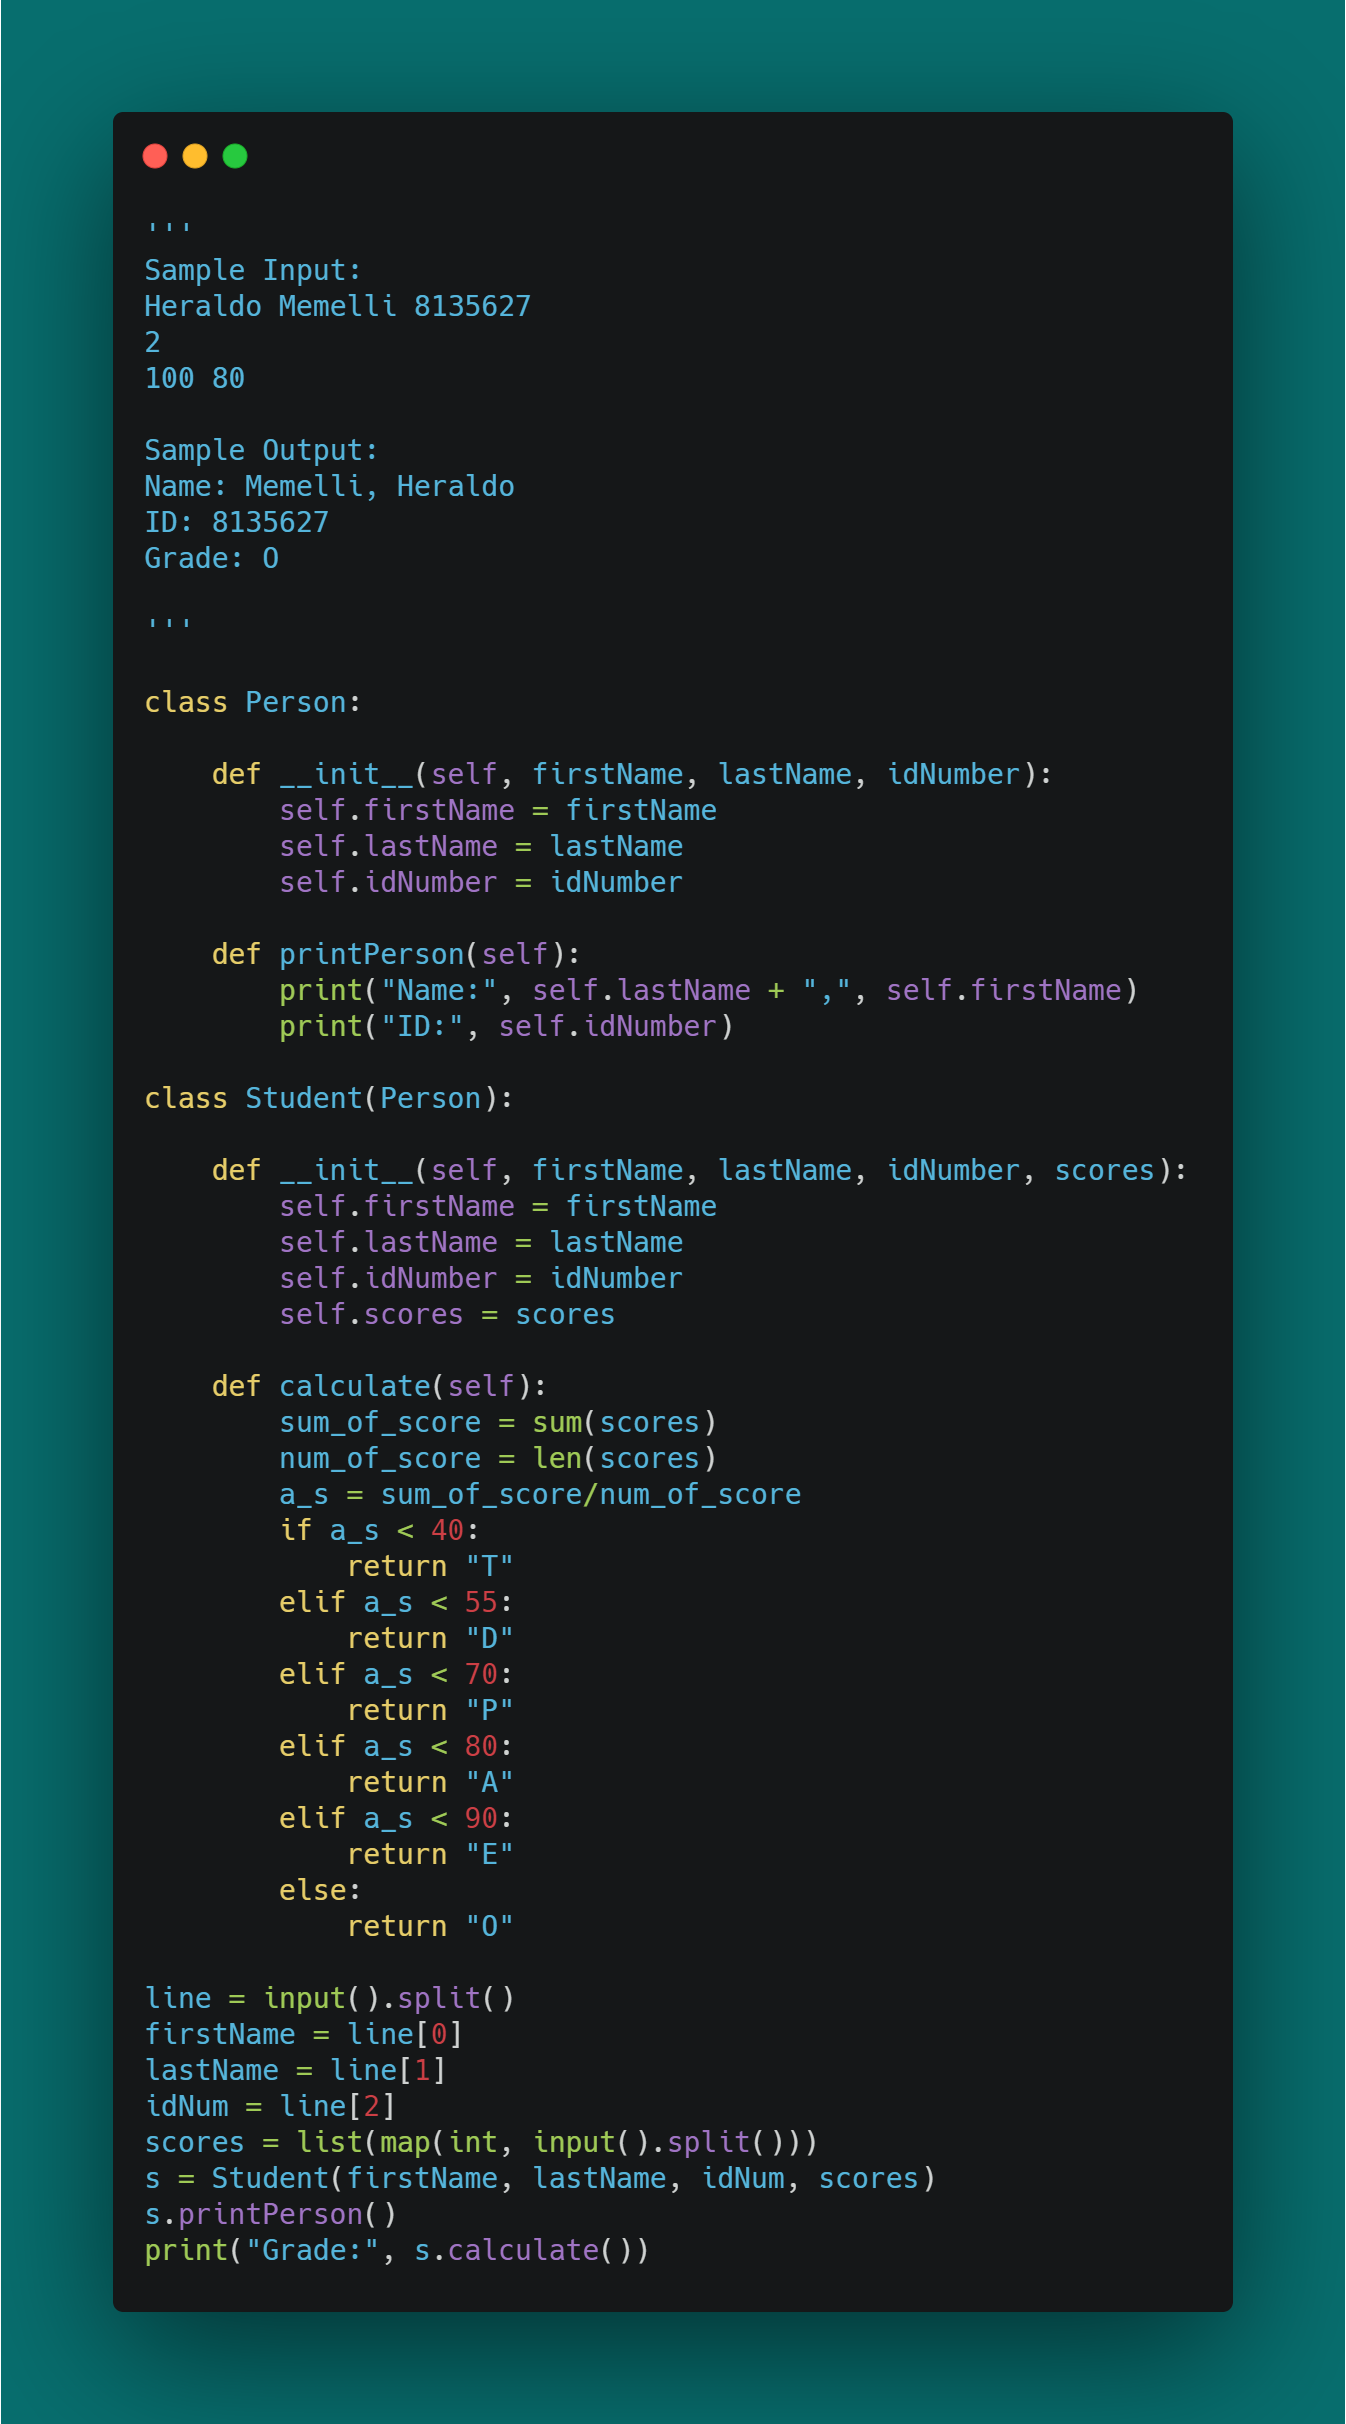 '''
Sample Input:
Heraldo Memelli 8135627
2
100 80

Sample Output:
Name: Memelli, Heraldo
ID: 8135627
Grade: O

'''

class Person:

    def __init__(self, firstName, lastName, idNumber):
        self.firstName = firstName
        self.lastName = lastName
        self.idNumber = idNumber

    def printPerson(self):
        print("Name:", self.lastName + ",", self.firstName)
        print("ID:", self.idNumber)

class Student(Person):

    def __init__(self, firstName, lastName, idNumber, scores):
        self.firstName = firstName
        self.lastName = lastName
        self.idNumber = idNumber
        self.scores = scores

    def calculate(self):
        sum_of_score = sum(scores)
        num_of_score = len(scores)
        a_s = sum_of_score/num_of_score
        if a_s < 40:
            return "T"
        elif a_s < 55:
            return "D"
        elif a_s < 70:
            return "P"
        elif a_s < 80:
            return "A"
        elif a_s < 90:
            return "E"
        else:
            return "O"

line = input().split()
firstName = line[0]
lastName = line[1]
idNum = line[2]
scores = list(map(int, input().split()))
s = Student(firstName, lastName, idNum, scores)
s.printPerson()
print("Grade:", s.calculate())